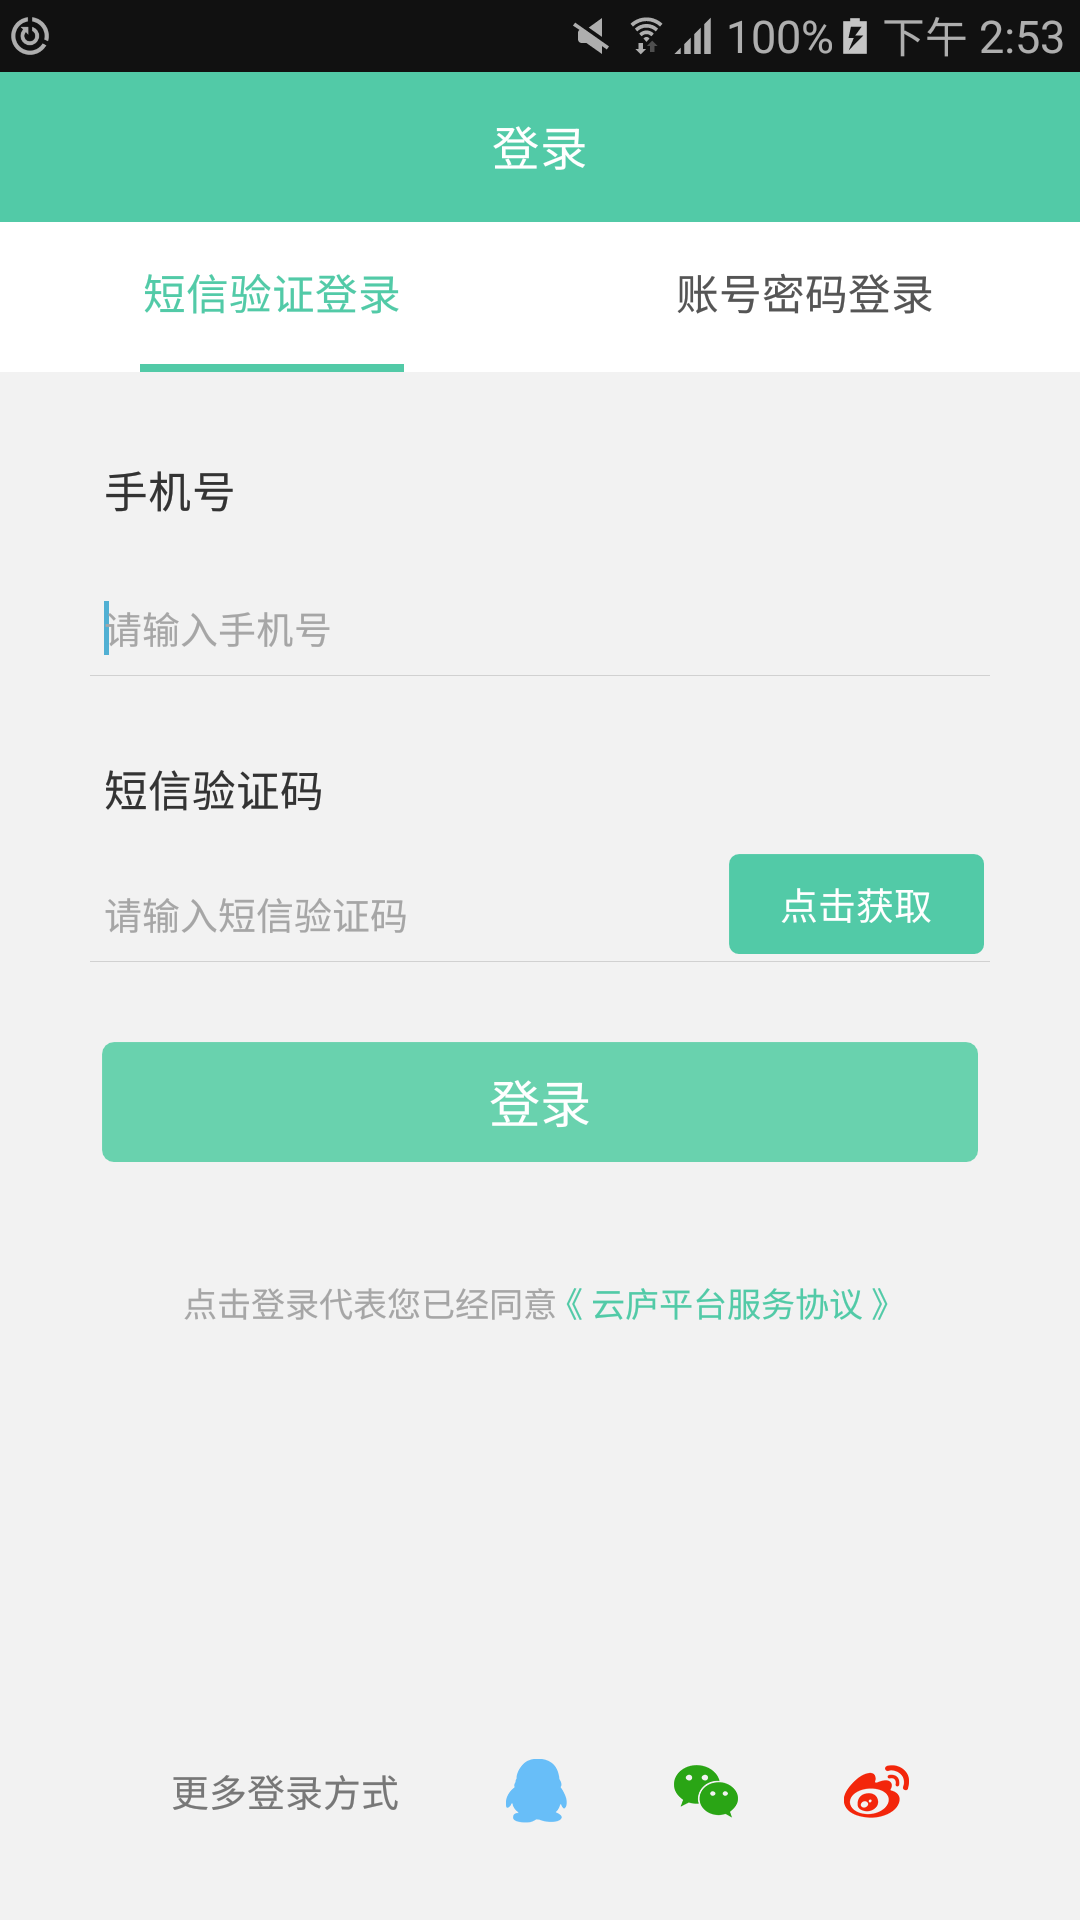 100% 下午 2:53
登录
短信验证登录 账号密码登录
手机号
请输入手机号
短信验证码
请输入短信验证码 点击获取
登录
点击登录代表您已经同意《 云庐平台服务协议 》
更多登录方式